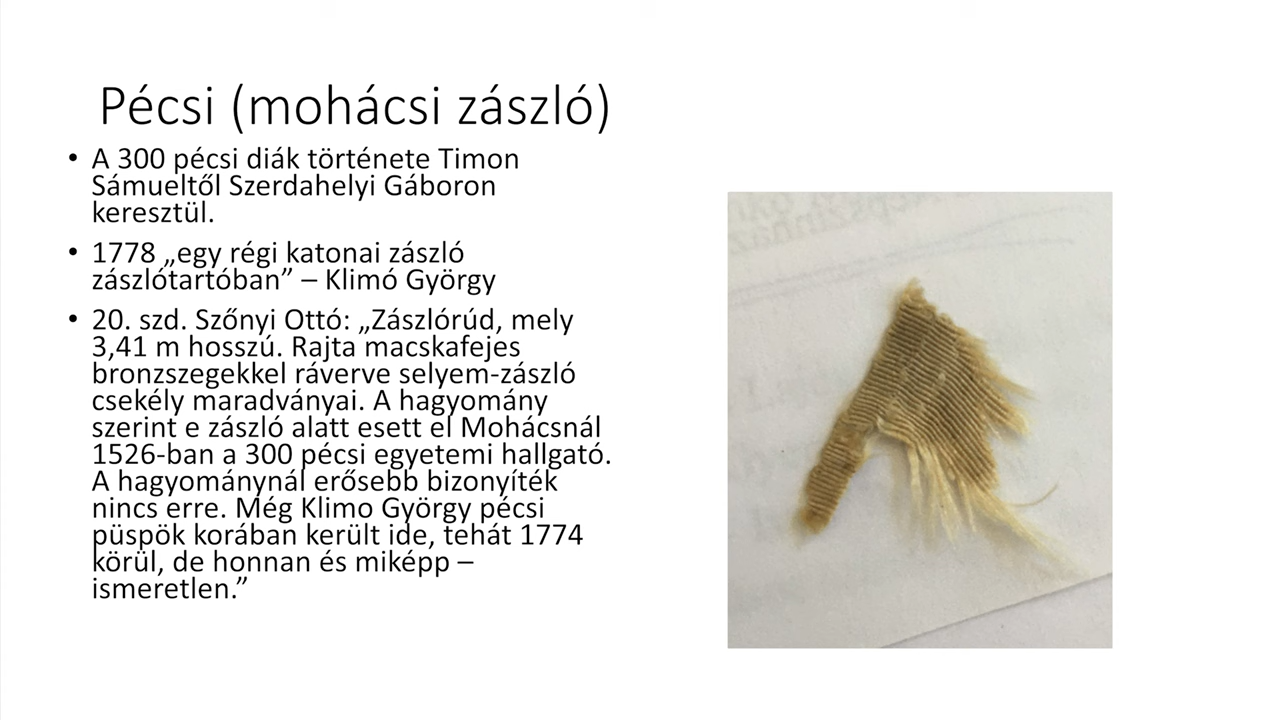 Pécsi (mohácsi zászló)
• A 300 pécsi diák története Timon
Sámueltől Szerdahelyi Gáboron
keresztül.
• 1778 „egy régi katonai zászló
zászlótartóban” – Klimó György
• 20. szd. Szőnyi Ottó: „Zászlórúd, mely
3,41 m hosszú. Rajta macskafejes
bronzszegekkel ráverve selyem-zászló
csekély maradványai. A hagyomány
szerint e zászló alatt esett el Mohácsnál
1526-ban a 300 pécsi egyetemi hallgató.
A hagyománynál erősebb bizonyíték
nincs erre. Még Klimo György pécsi
püspök korában került ide, tehát 1774
körül, de honnan és miképp –
ismeretlen.”